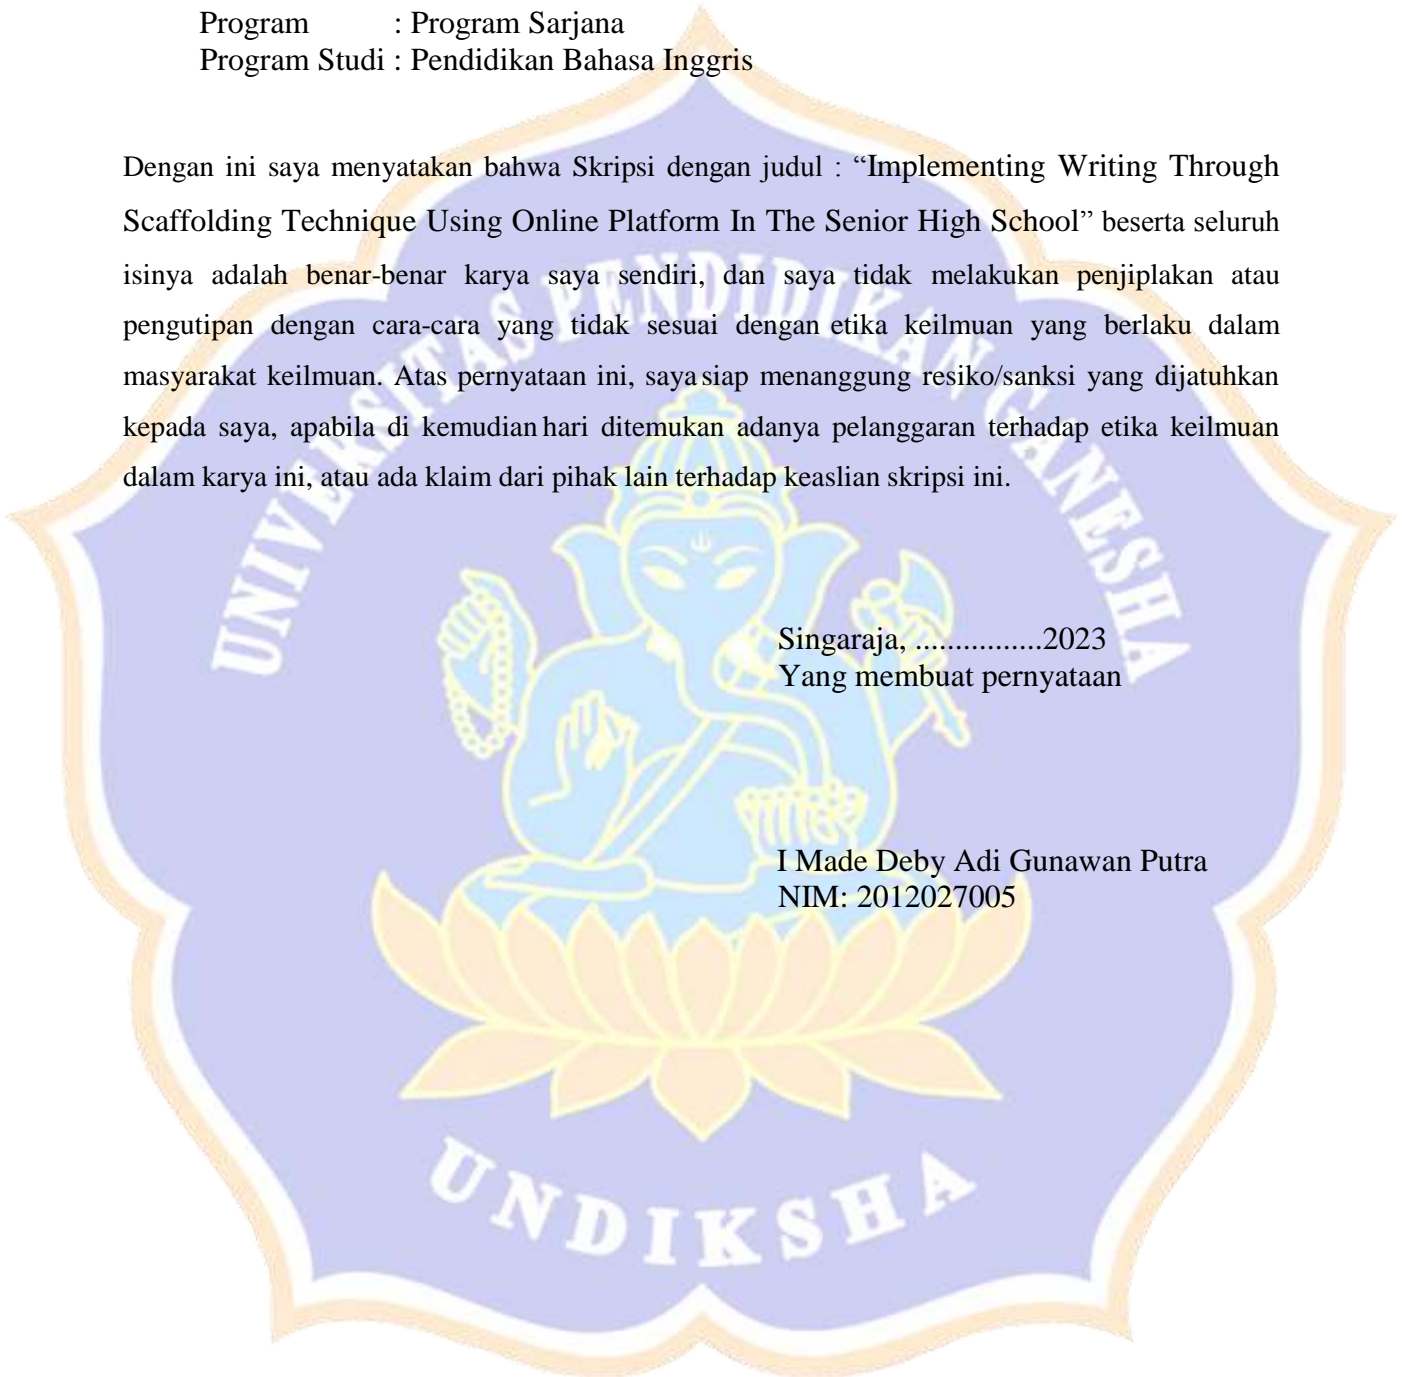 Program : Program Sarjana
Program Studi : Pendidikan Bahasa Inggris
Dengan ini saya menyatakan bahwa Skripsi dengan judul : “Implementing Writing Through
Scaffolding Technique Using Online Platform In The Senior High School” beserta seluruh
isinya adalah benar-benar karya saya sendiri, dan saya tidak melakukan penjiplakan atau
pengutipan dengan cara-cara yang tidak sesuai dengan etika keilmuan yang berlaku dalam
masyarakat keilmuan. Atas pernyataan ini, saya siap menanggung resiko/sanksi yang dijatuhkan
kepada saya, apabila di kemudian hari ditemukan adanya pelanggaran terhadap etika keilmuan
dalam karya ini, atau ada klaim dari pihak lain terhadap keaslian skripsi ini.
UNIVERSITAS PENDIDIKAN GANESHA
Singaraja, ................2023
Yang membuat pernyataan
I Made Deby Adi Gunawan Putra
NIM: 2012027005
UNDIKSHA